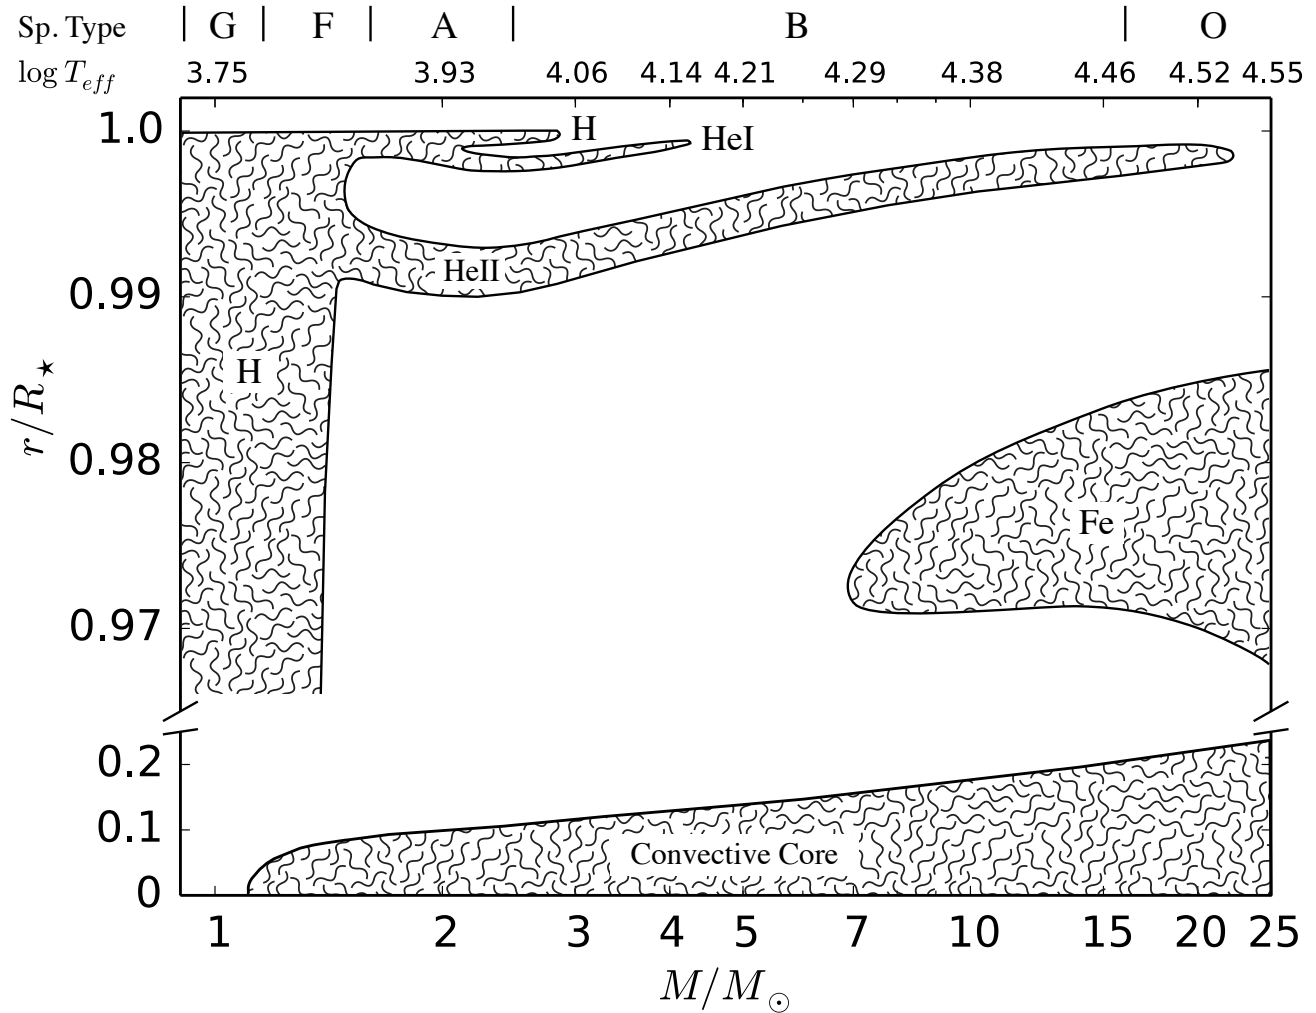 Sp. Type | G | F | A | B | O
log T_eff 3.75 3.93 4.06 4.14 4.21 4.29 4.38 4.46 4.52 4.55
1.0
H
HeI
HeII
0.99
H
r/R★
0.98
Fe
0.97
0.2
0.1
Convective Core
0
1 2 3 4 5 7 10 15 20 25
M/M⊙